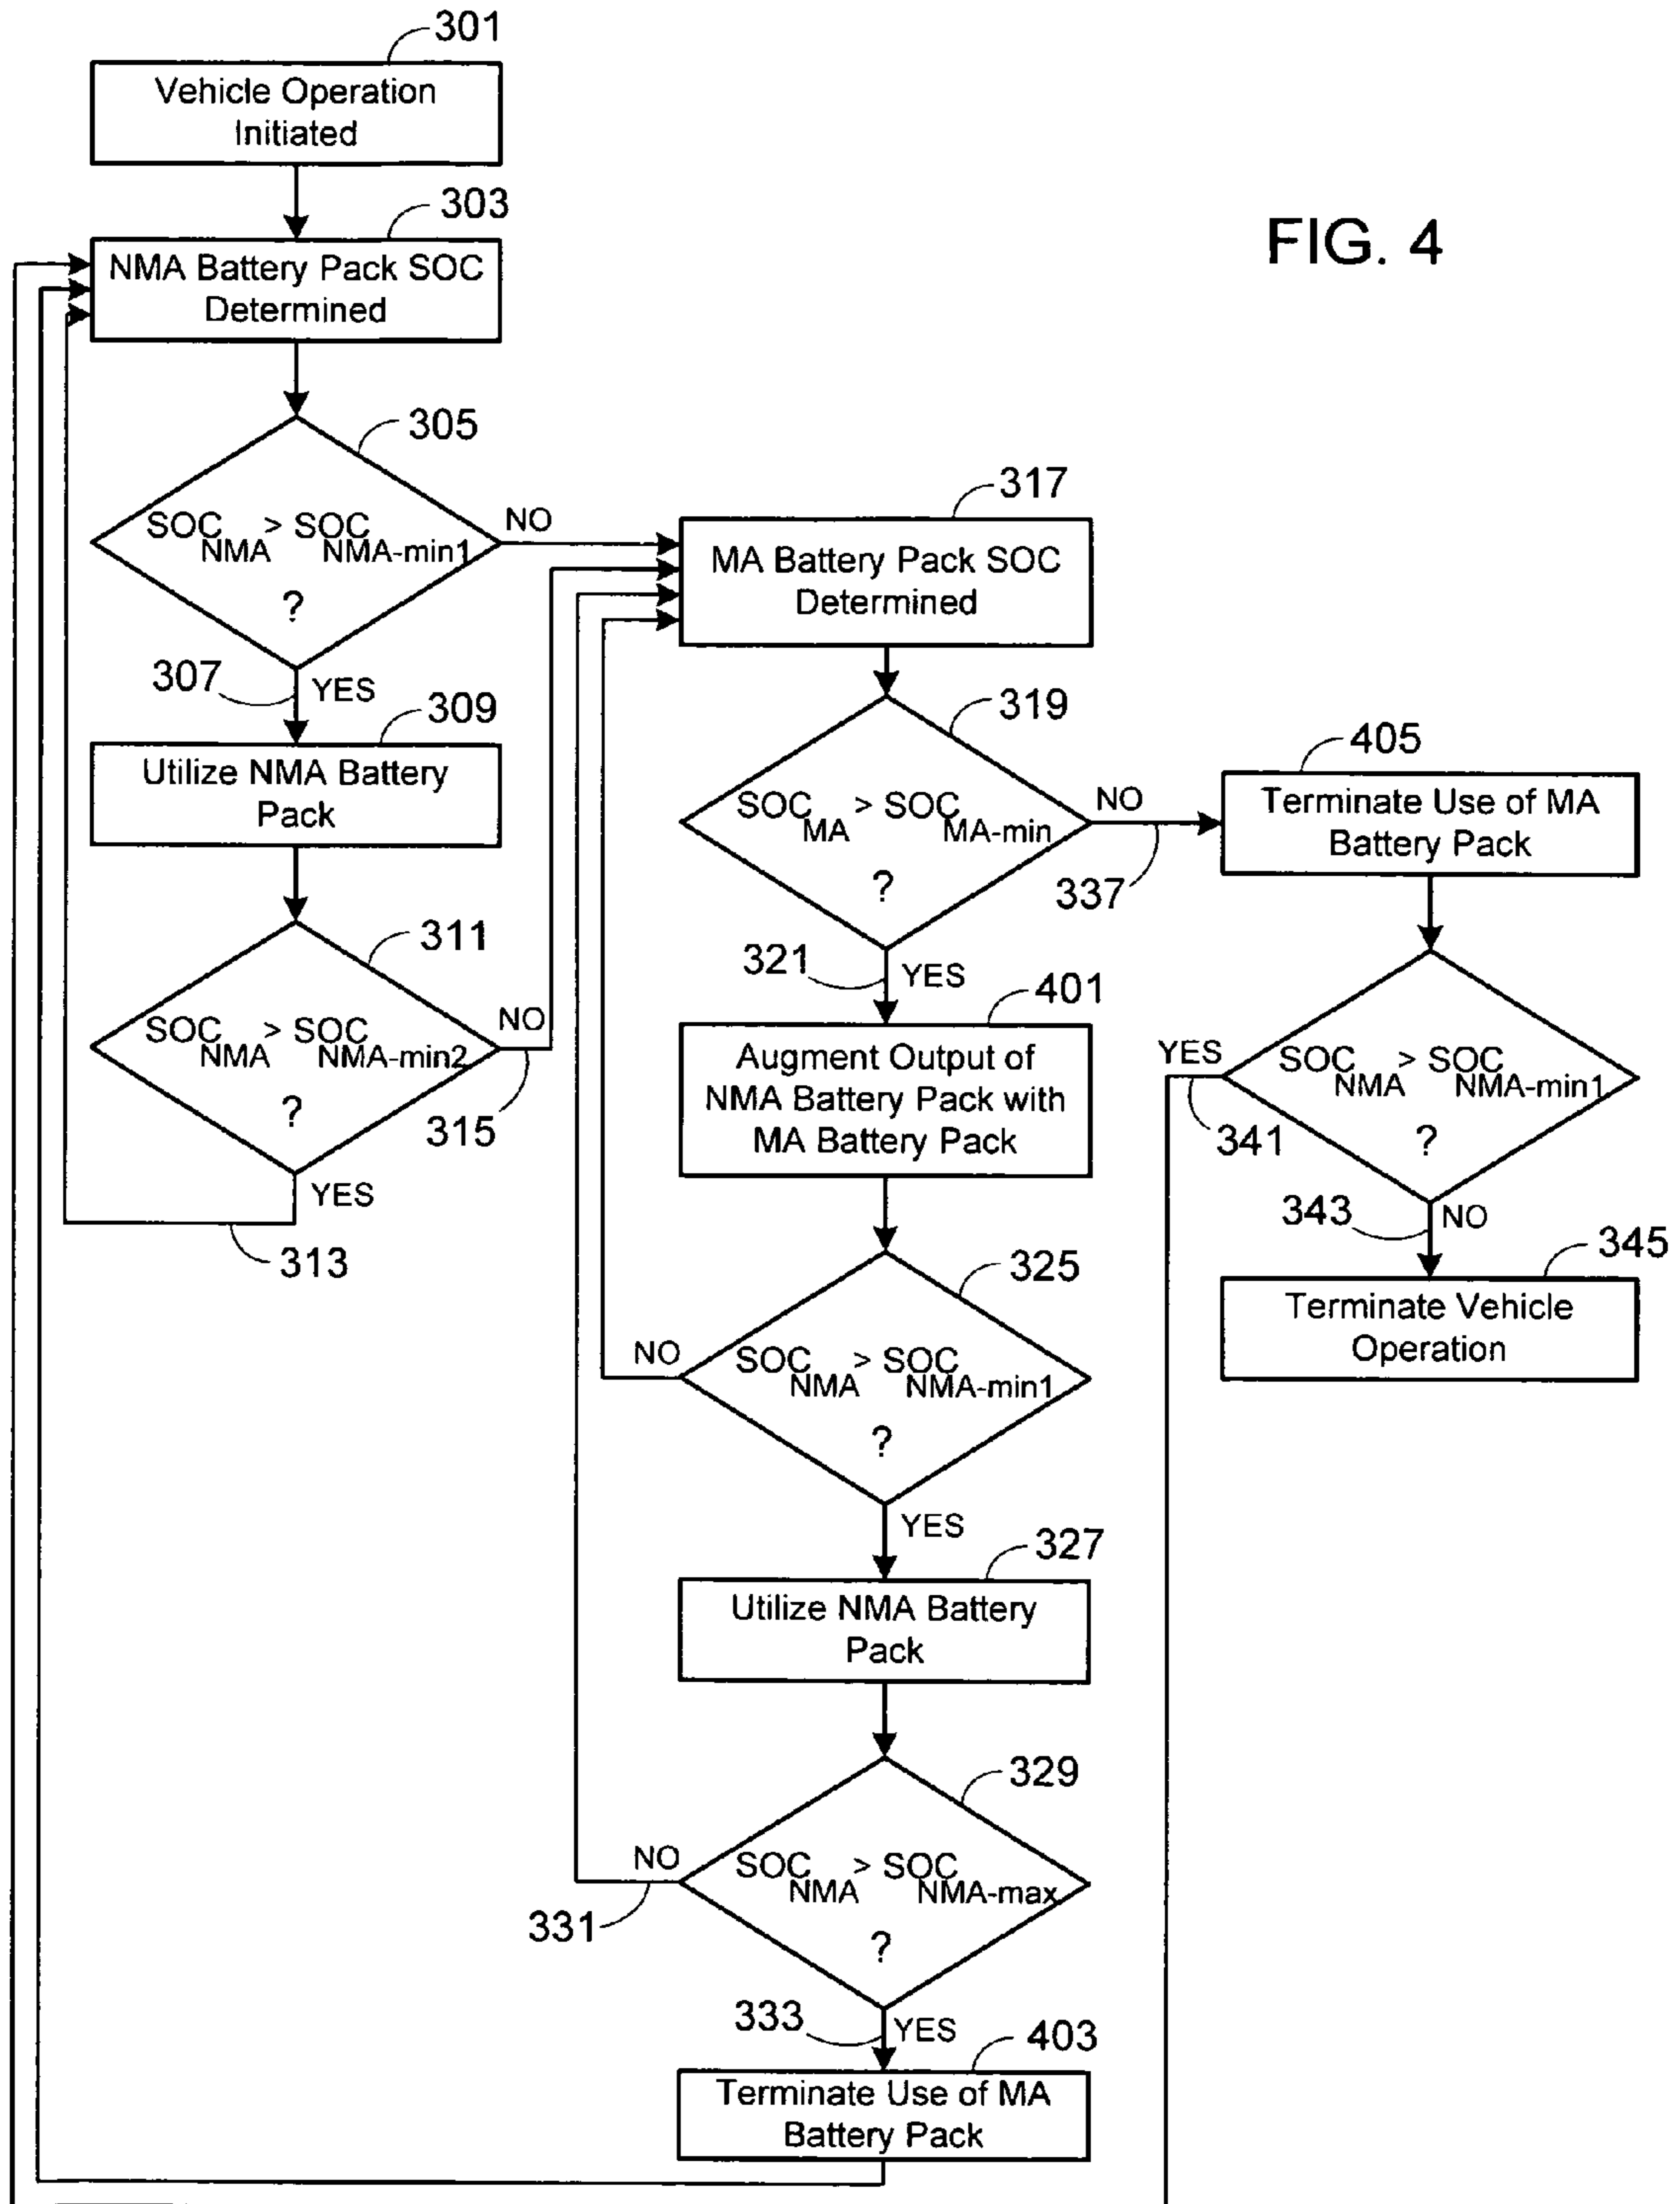 301
Vehicle Operation
Initiated
303
NMA Battery Pack SOC
Determined
FIG. 4
305
SOC NMA > SOC NMA-min1
?
NO
307
YES
309
Utilize NMA Battery
Pack
311
SOC NMA > SOC NMA-min2
?
NO
315
YES
313
317
MA Battery Pack SOC
Determined
319
SOC MA > SOC MA-min
?
NO
337
321
YES
401
Augment Output of
NMA Battery Pack with
MA Battery Pack
325
SOC NMA > SOC NMA-min1
?
NO
YES
327
Utilize NMA Battery
Pack
329
SOC NMA > SOC NMA-max
?
NO
331
333
YES
403
Terminate Use of MA
Battery Pack
405
Terminate Use of MA
Battery Pack
SOC NMA > SOC NMA-min1
?
YES
341
343
NO
345
Terminate Vehicle
Operation